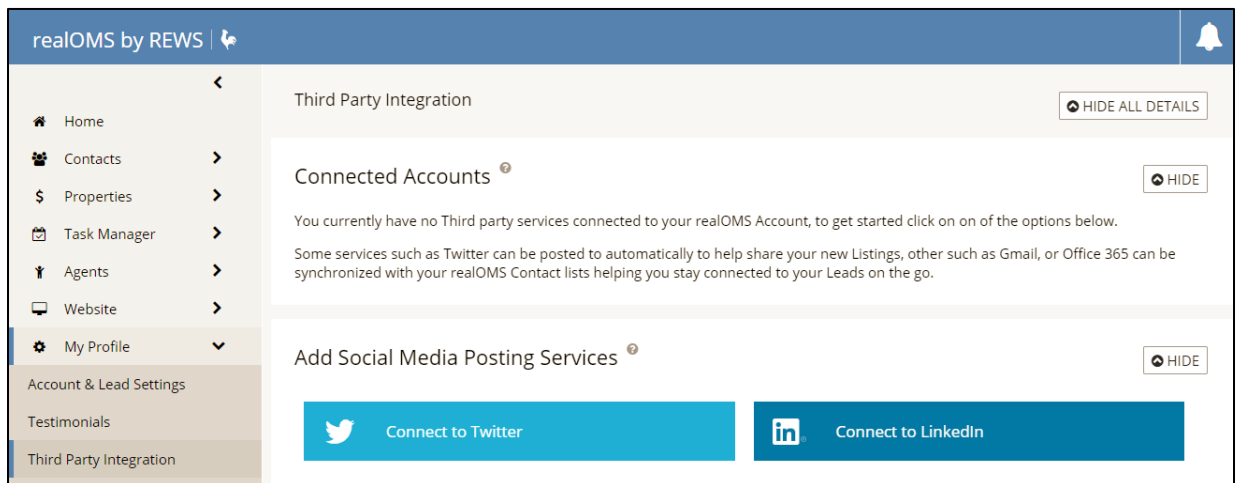 realOMS by REWS
Home
Contacts
Properties
Task Manager
Agents
Website
My Profile
Account & Lead Settings
Testimonials
Third Party Integration
Third Party Integration
HIDE ALL DETAILS
Connected Accounts ?
HIDE
You currently have no Third party services connected to your realOMS Account, to get started click on on of the options below.
Some services such as Twitter can be posted to automatically to help share your new Listings, other such as Gmail, or Office 365 can be
synchronized with your realOMS Contact lists helping you stay connected to your Leads on the go.
Add Social Media Posting Services ?
HIDE
Connect to Twitter
in
Connect to LinkedIn